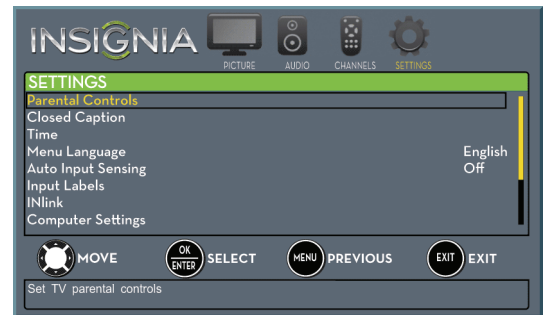 INSIGNIA
PICTURE AUDIO CHANNELS SETTINGS
SETTINGS
Parental Controls
Closed Caption
Time
Menu Language English
Auto Input Sensing Off
Input Labels
INlink
Computer Settings
MOVE OK ENTER SELECT MENU PREVIOUS EXIT EXIT
Set TV parental controls